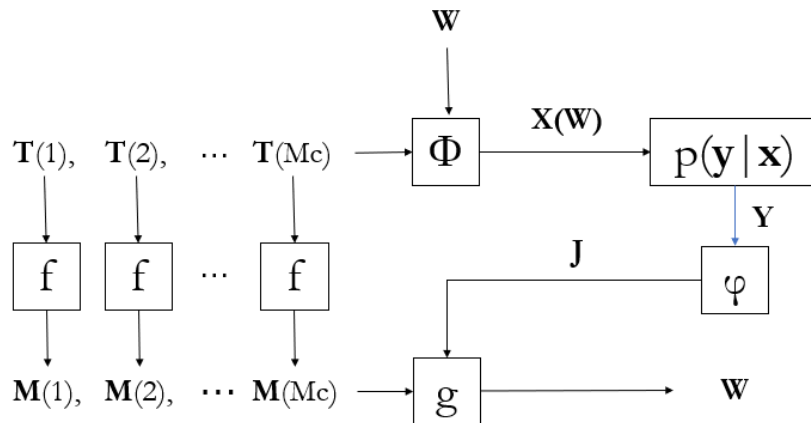 W
X(W)
T(1), T(2), ⋯ T(Mc) Φ p(y|x)
Y
J
f f ⋯ f φ
M(1), M(2), ⋯ M(Mc) g W